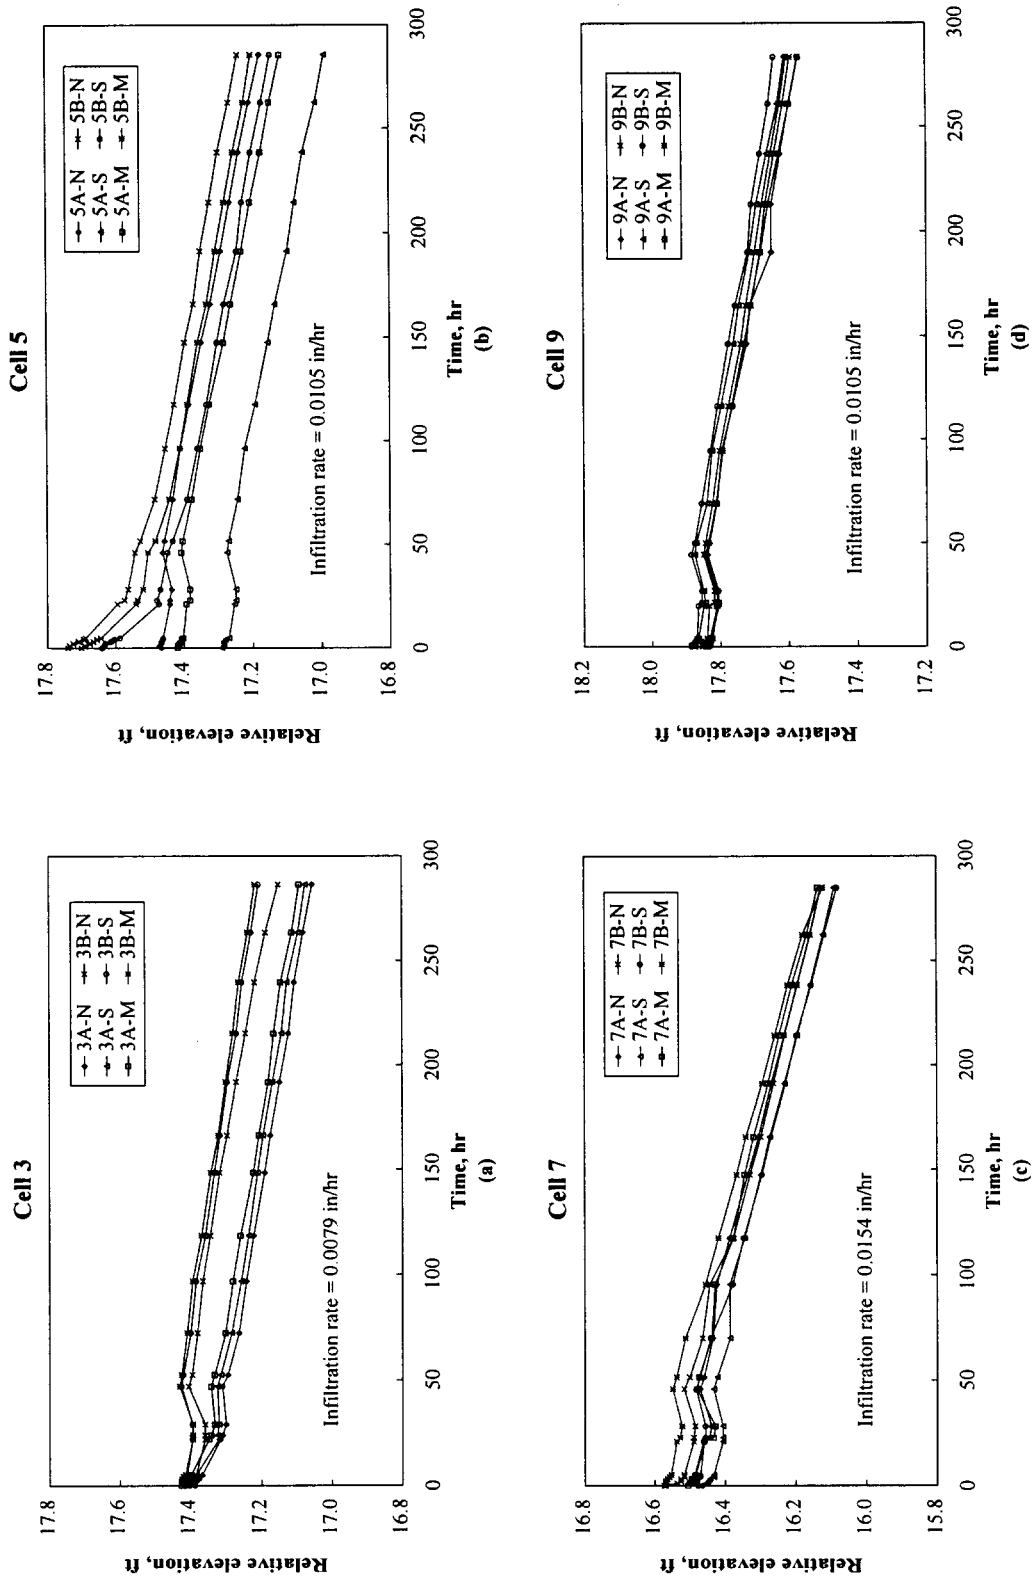 Cell 3
3A-N 3B-N
3A-S 3B-S
3A-M 3B-M
Infiltration rate = 0.0079 in/hr
Relative elevation, ft
17.8
17.6
17.4
17.2
17.0
16.8
0 50 100 150 200 250 300
Time, hr
(a)
Cell 5
5A-N 5B-N
5A-S 5B-S
5A-M 5B-M
Infiltration rate = 0.0105 in/hr
Relative elevation, ft
17.8
17.6
17.4
17.2
17.0
16.8
0 50 100 150 200 250 300
Time, hr
(b)
Cell 7
7A-N 7B-N
7A-S 7B-S
7A-M 7B-M
Infiltration rate = 0.0154 in/hr
Relative elevation, ft
16.8
16.6
16.4
16.2
16.0
15.8
0 50 100 150 200 250 300
Time, hr
(c)
Cell 9
9A-N 9B-N
9A-S 9B-S
9A-M 9B-M
Infiltration rate = 0.0105 in/hr
Relative elevation, ft
18.2
18.0
17.8
17.6
17.4
17.2
0 50 100 150 200 250 300
Time, hr
(d)